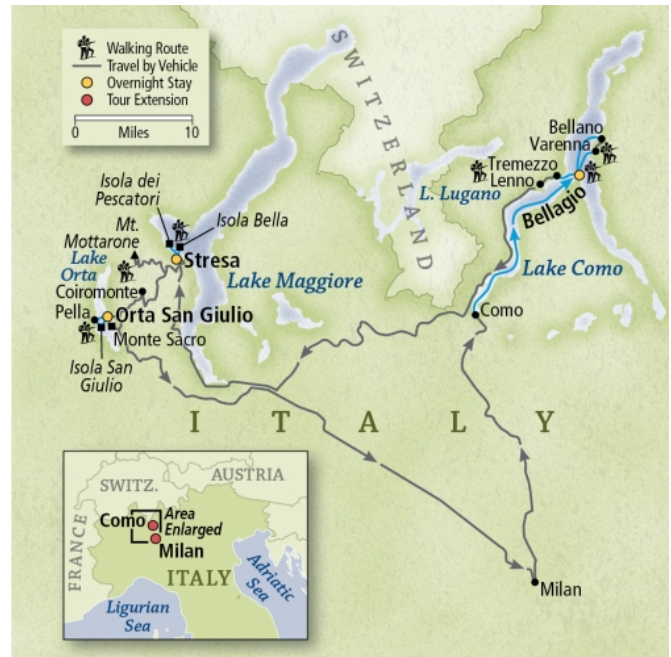 Walking Route
Travel by Vehicle
Overnight Stay
Tour Extension
0 10
Miles
SWITZERLAND
Bellano
Varenna
Tremezzo
Lenno
L. Lugano
Bellagio
Lake Como
Como
Isola dei
Pescatori
Isola Bella
Mt.
Mottarone
Stresa
Lake Maggiore
Lake
Orta
Coiromonte
Pella
Orta San Giulio
Monte Sacro
Isola San
Giulio
ITALY
Milan
SWITZ.
AUSTRIA
FRANCE
Como
Area
Enlarged
Milan
ITALY
Adriatic
Sea
Ligurian
Sea